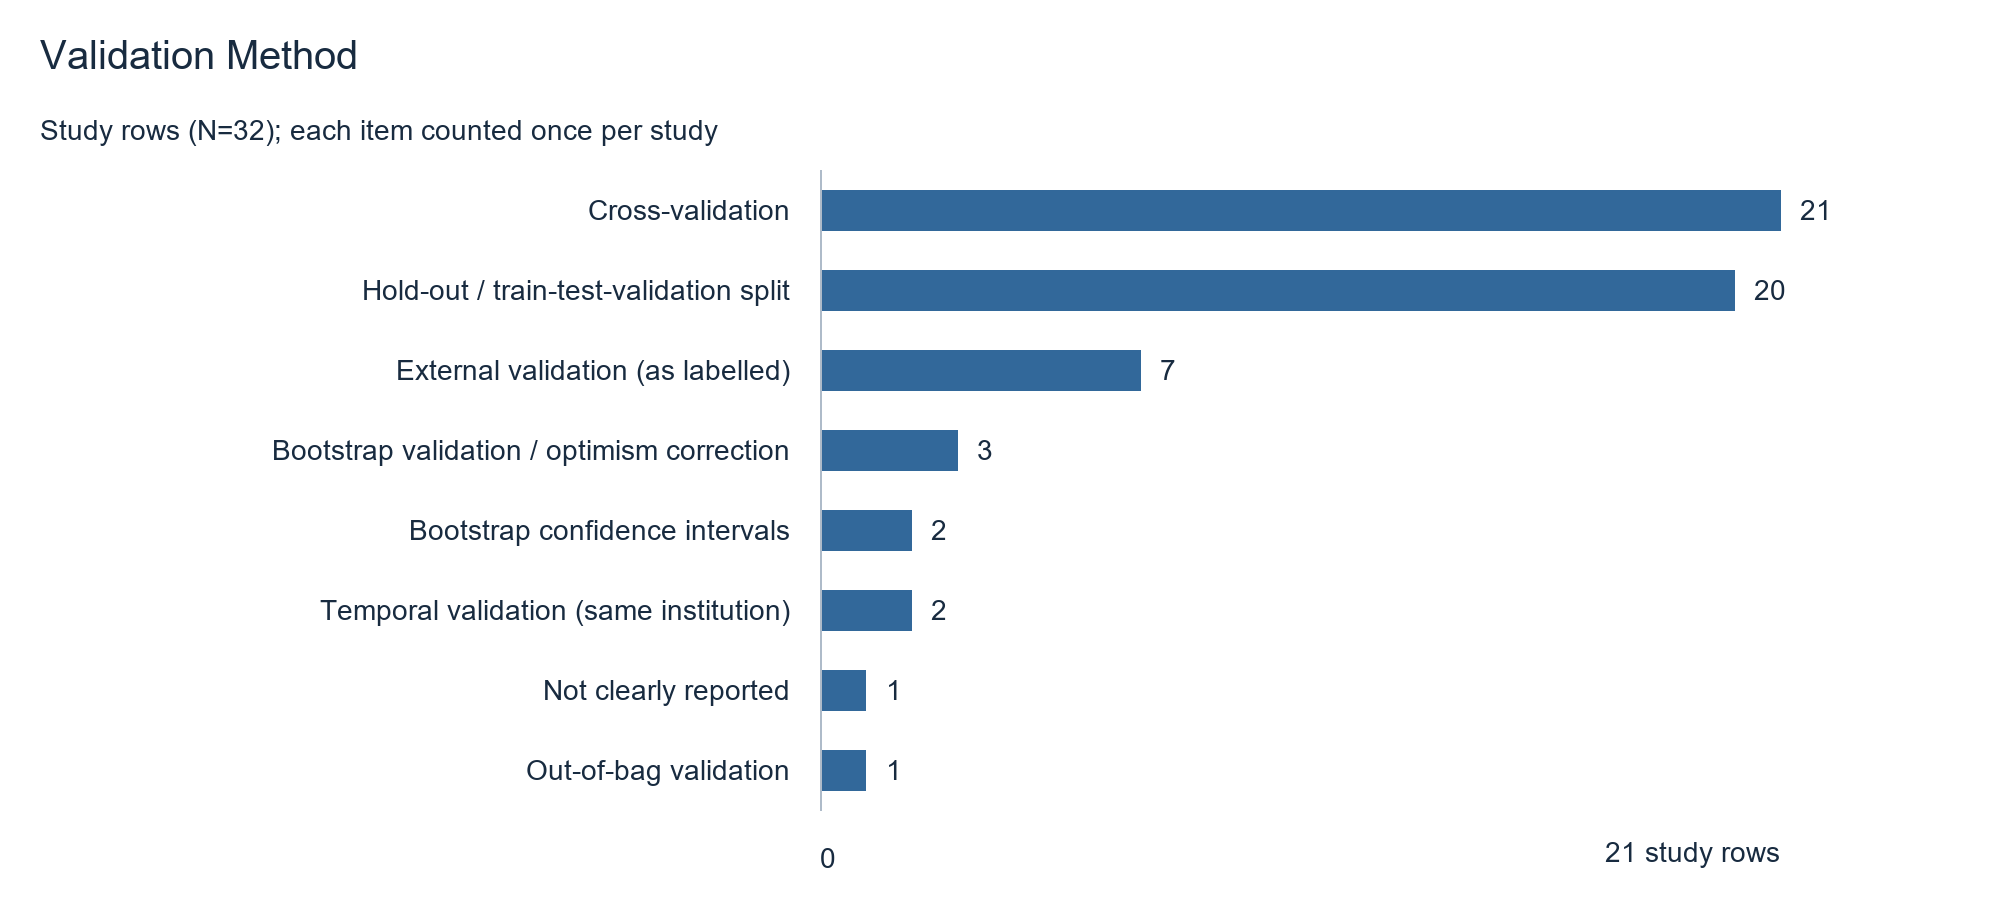 Validation Method
Study rows (N=32); each item counted once per study
Cross-validation 21
Hold-out / train-test-validation split 20
External validation (as labelled) 7
Bootstrap validation / optimism correction 3
Bootstrap confidence intervals 2
Temporal validation (same institution) 2
Not clearly reported 1
Out-of-bag validation 1
0 21 study rows